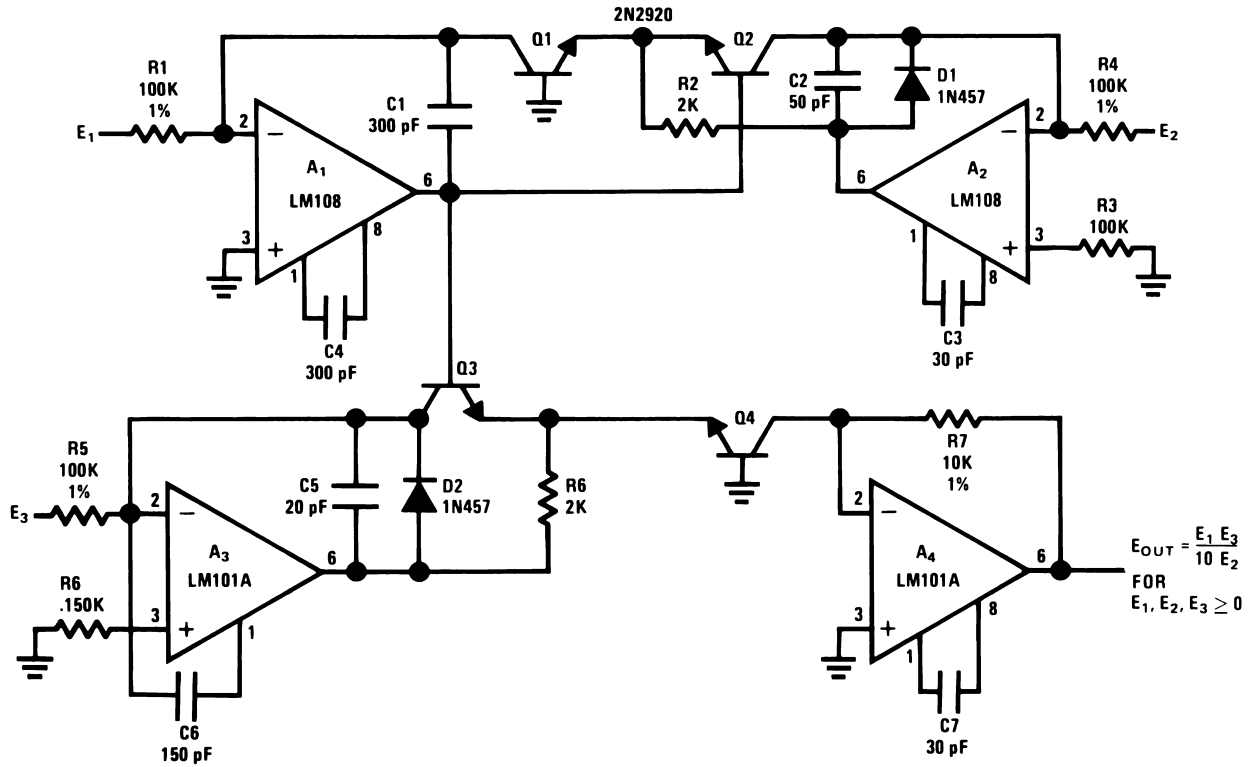 2N2920
Q1
Q2
R1
100K
1%
C1
300 pF
R2
2K
C2
50 pF
D1
1N457
R4
100K
1%
E1
2
−
A1
LM108
6
3
+
1
8
C4
300 pF
2
−
E2
A2
LM108
6
R3
100K
3
+
1
8
C3
30 pF
Q3
Q4
R5
100K
1%
C5
20 pF
D2
1N457
R6
2K
R7
10K
1%
E3
2
−
A3
LM101A
6
R6
.150K
3
+
1
C6
150 pF
2
−
A4
LM101A
6
3
+
1
8
C7
30 pF
EOUT = E1 E3
10 E2
FOR
E1, E2, E3 ≥ 0